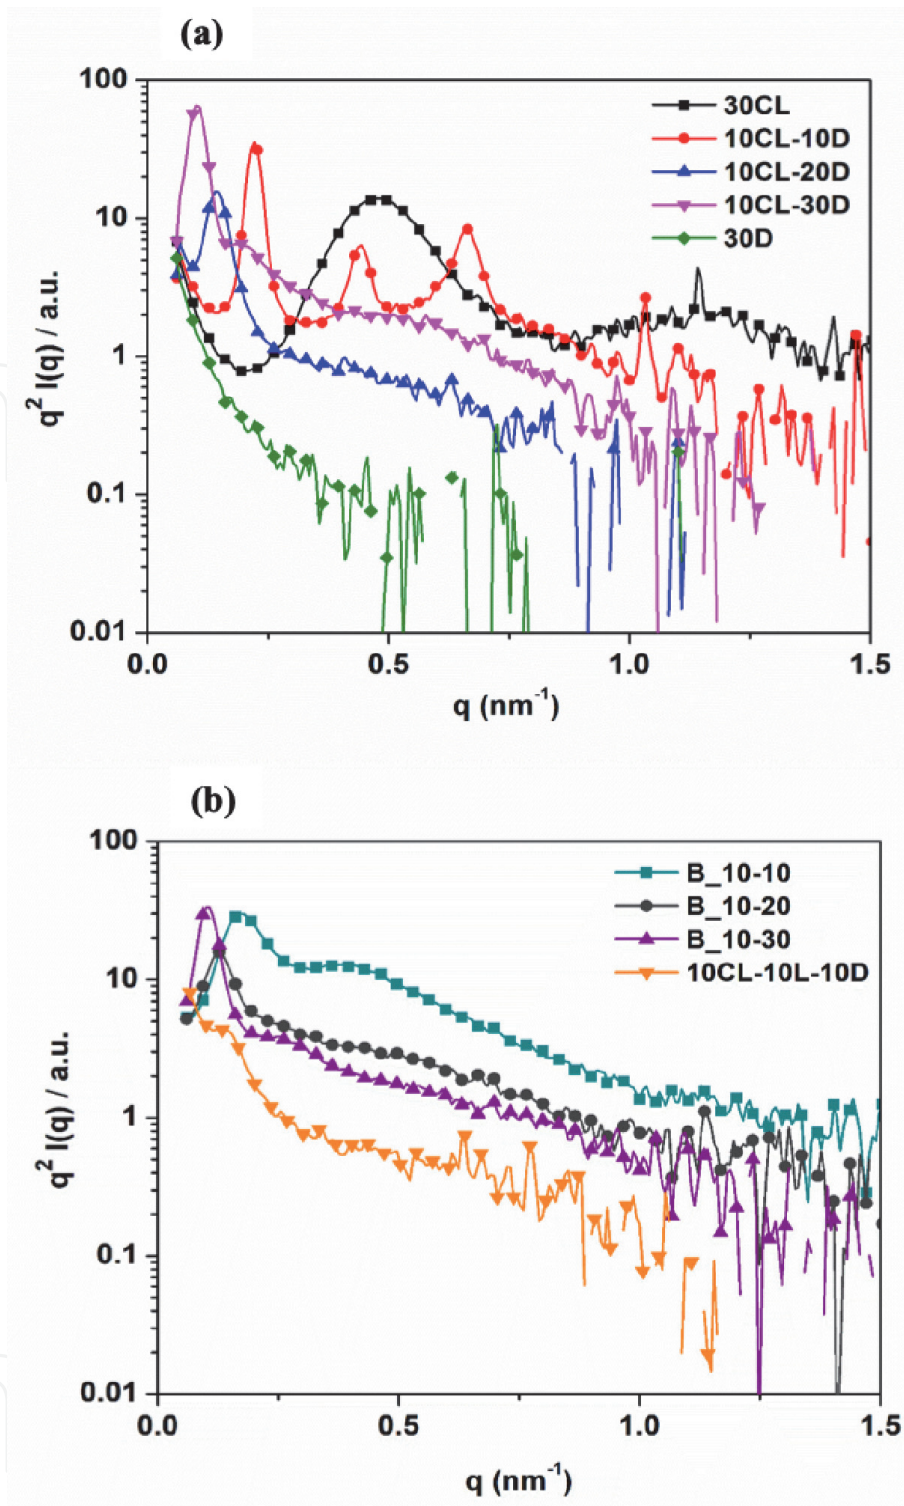 (a)
100
10
1
0.1
0.01
q² I(q) / a.u.
30CL
10CL-10D
10CL-20D
10CL-30D
30D
0.0 0.5 1.0 1.5
q (nm⁻¹)
(b)
100
10
1
0.1
0.01
q² I(q) / a.u.
B_10-10
B_10-20
B_10-30
10CL-10L-10D
0.0 0.5 1.0 1.5
q (nm⁻¹)